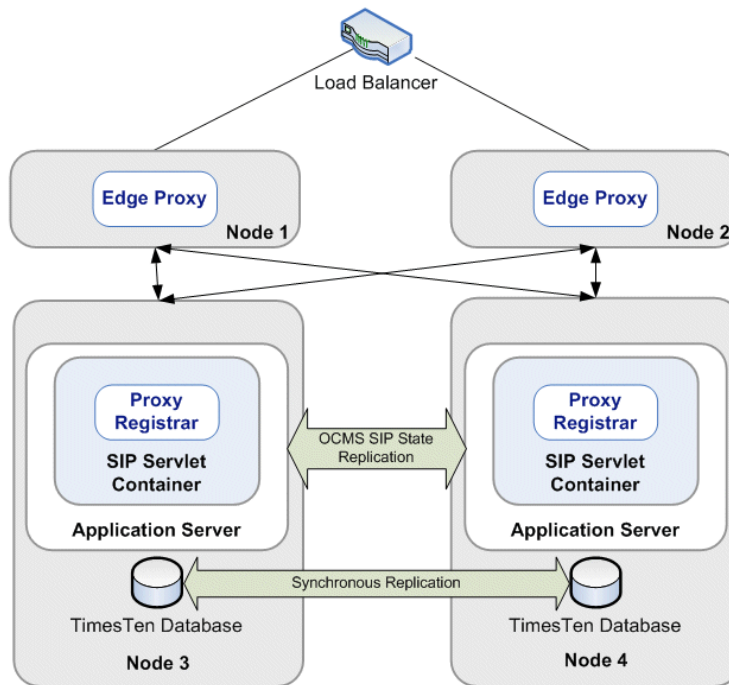 Load Balancer
Edge Proxy
Node 1
Edge Proxy
Node 2
Proxy
Registrar
SIP Servlet
Container
Application Server
OCMS SIP State
Replication
Proxy
Registrar
SIP Servlet
Container
Application Server
Synchronous Replication
TimesTen Database
Node 3
TimesTen Database
Node 4